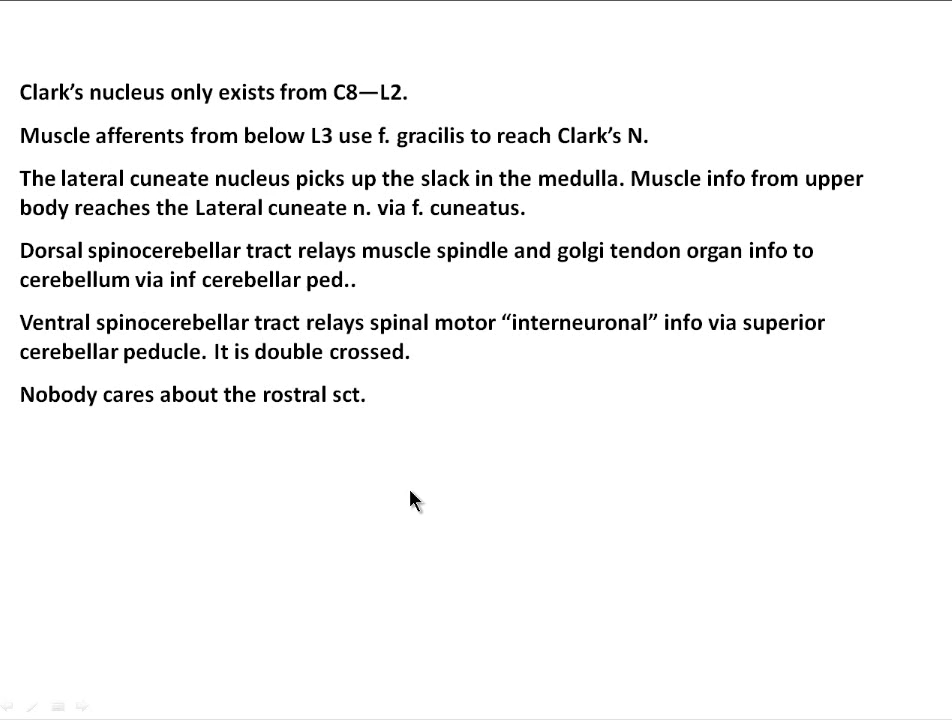 Clark’s nucleus only exists from C8—L2.
Muscle afferents from below L3 use f. gracilis to reach Clark’s N.
The lateral cuneate nucleus picks up the slack in the medulla. Muscle info from upper
body reaches the Lateral cuneate n. via f. cuneatus.
Dorsal spinocerebellar tract relays muscle spindle and golgi tendon organ info to
cerebellum via inf cerebellar ped..
Ventral spinocerebellar tract relays spinal motor “interneuronal” info via superior
cerebellar peducle. It is double crossed.
Nobody cares about the rostral sct.